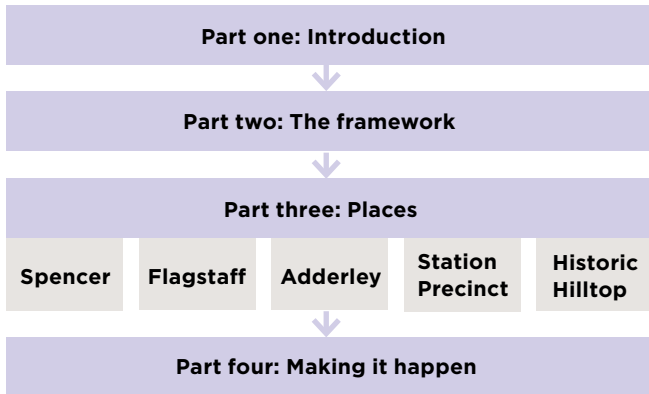 Part one: Introduction
Part two: The framework
Part three: Places
Spencer
Flagstaff
Adderley
Station
Precinct
Historic
Hilltop
Part four: Making it happen